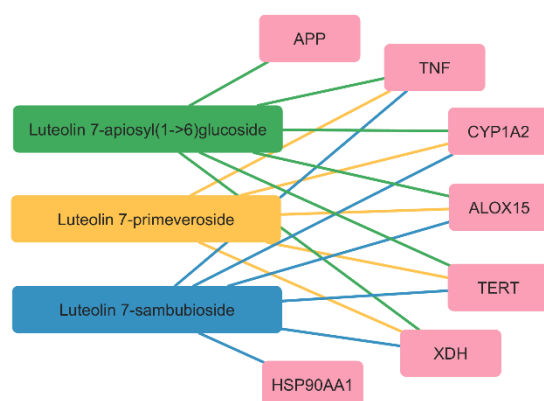 APP
TNF
Luteolin 7-apiosyl(1->6)glucoside
CYP1A2
Luteolin 7-primeveroside
ALOX15
Luteolin 7-sambubioside
TERT
XDH
HSP90AA1